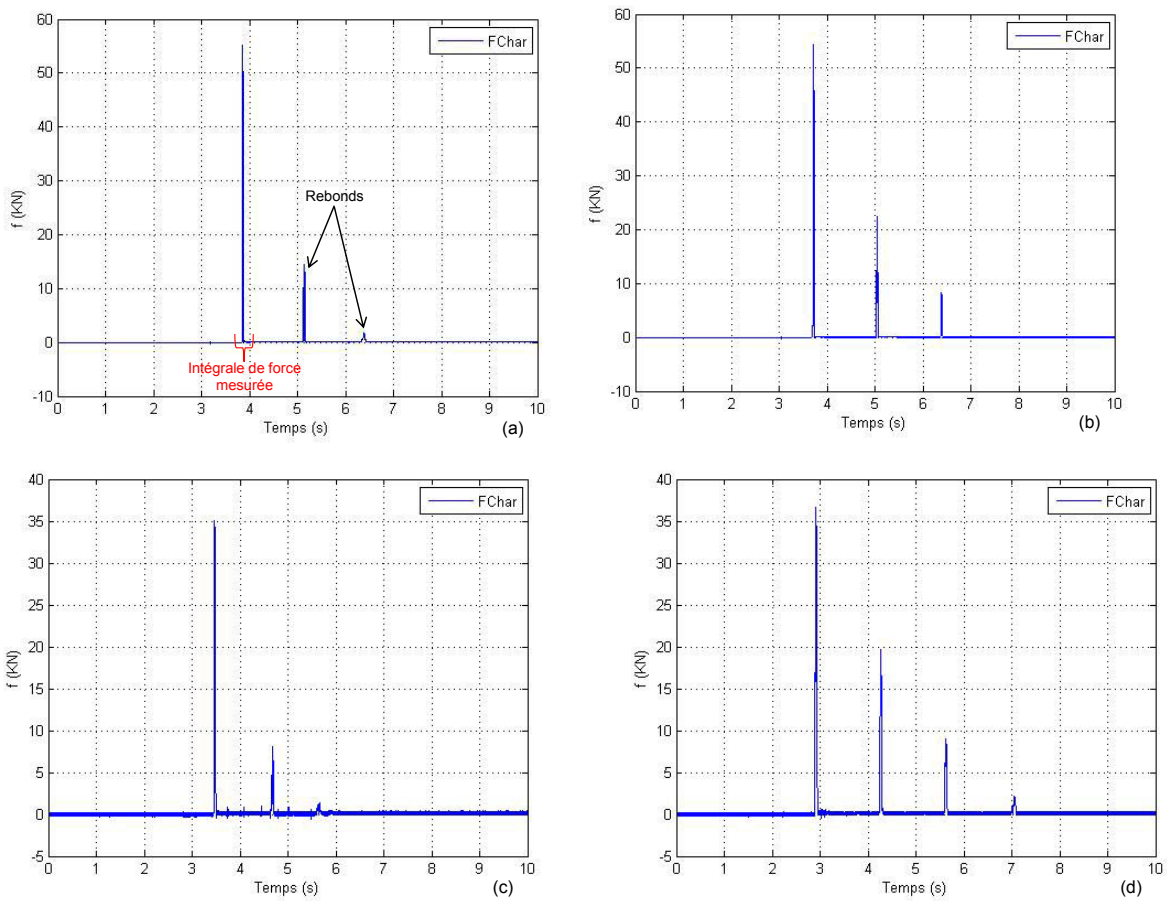 60
50
40
30
20
10
0
-10
f (KN)
FChar
Rebonds
Intégrale de force
mesurée
0 1 2 3 4 5 6 7 8 9 10
Temps (s)
(a)
60
50
40
30
20
10
0
-10
f (KN)
FChar
0 1 2 3 4 5 6 7 8 9 10
Temps (s)
(b)
40
35
30
25
20
15
10
5
0
-5
f (KN)
FChar
0 1 2 3 4 5 6 7 8 9 10
Temps (s)
(c)
40
35
30
25
20
15
10
5
0
-5
f (KN)
FChar
0 1 2 3 4 5 6 7 8 9 10
Temps (s)
(d)